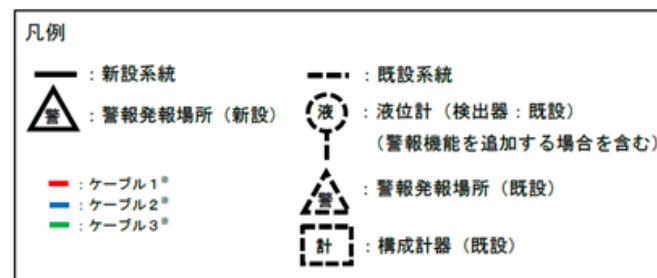 凡例
：新設系統
警：警報発報場所（新設）
：ケーブル1※
：ケーブル2※
：ケーブル3※
：既設系統
液：液位計（検出器：既設）
（警報機能を追加する場合を含む）
警：警報発報場所（既設）
計：構成計器（既設）